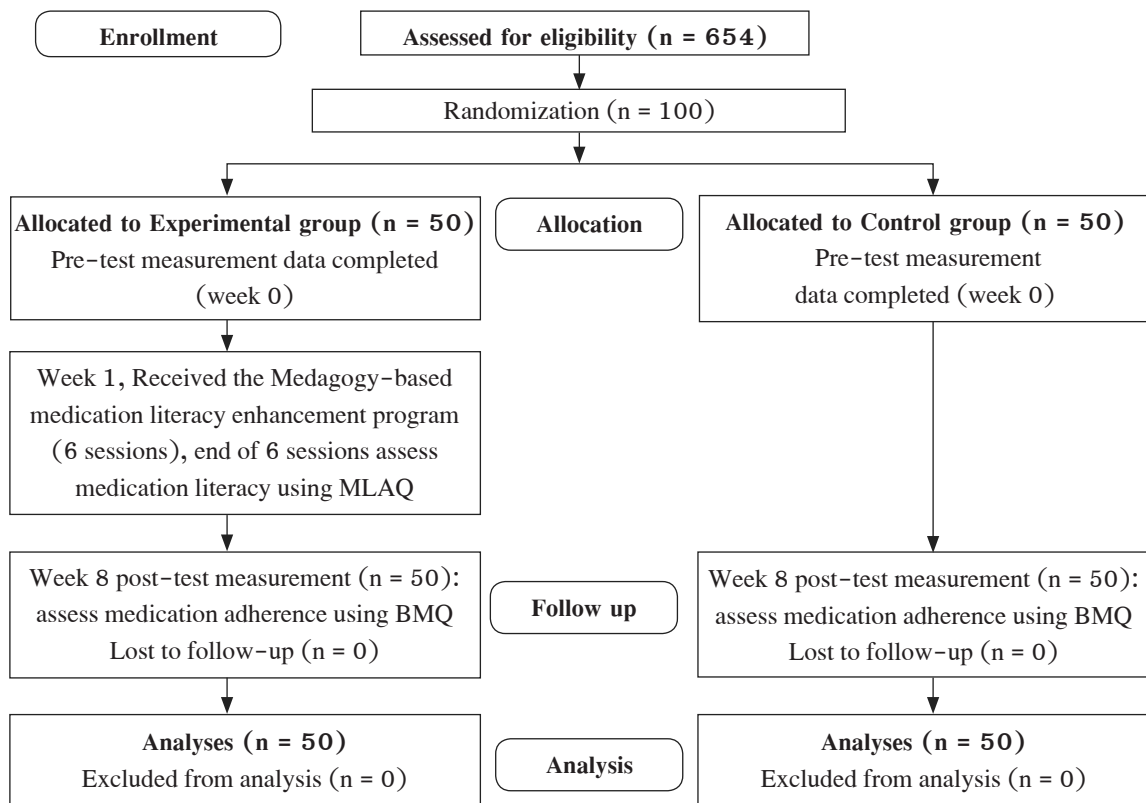 Enrollment
Assessed for eligibility (n = 654)
Randomization (n = 100)
Allocated to Experimental group (n = 50)
Pre-test measurement data completed
(week 0)
Allocation
Allocated to Control group (n = 50)
Pre-test measurement
data completed (week 0)
Week 1, Received the Medagogy-based
medication literacy enhancement program
(6 sessions), end of 6 sessions assess
medication literacy using MLAQ
Week 8 post-test measurement (n = 50):
assess medication adherence using BMQ
Lost to follow-up (n = 0)
Follow up
Week 8 post-test measurement (n = 50):
assess medication adherence using BMQ
Lost to follow-up (n = 0)
Analyses (n = 50)
Excluded from analysis (n = 0)
Analysis
Analyses (n = 50)
Excluded from analysis (n = 0)